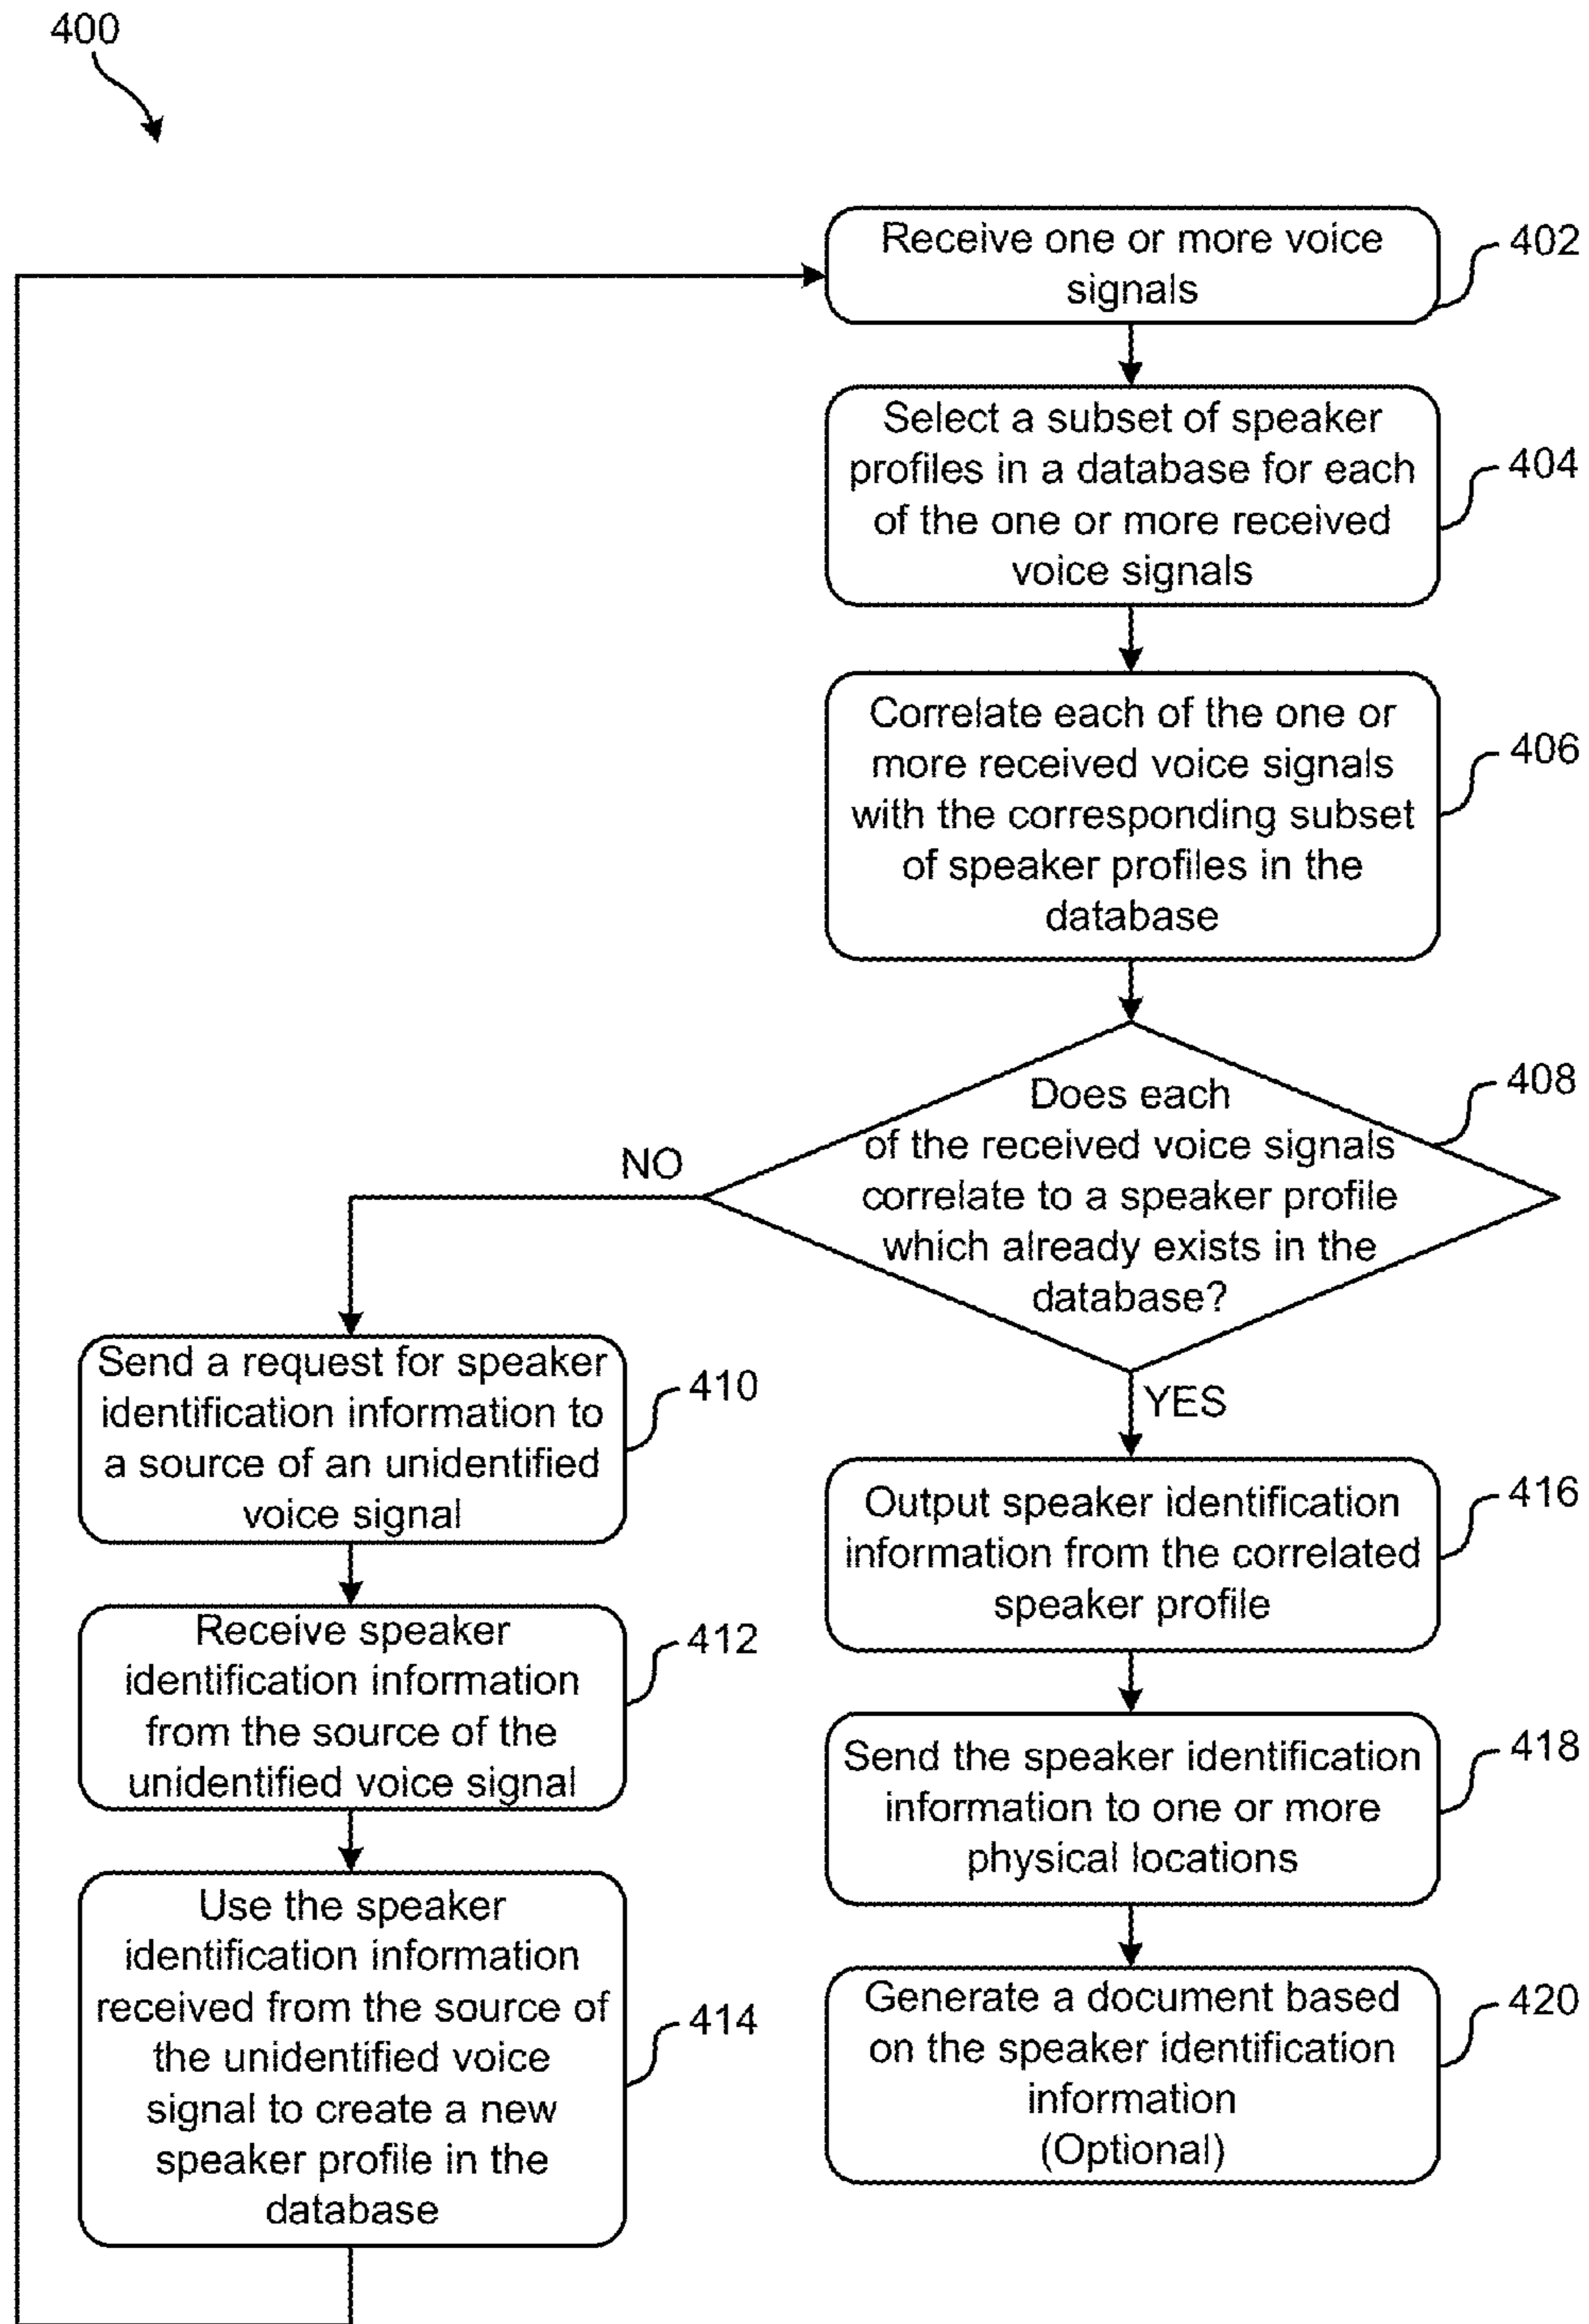 400
Receive one or more voice
signals
402
Select a subset of speaker
profiles in a database for each
of the one or more received
voice signals
404
Correlate each of the one or
more received voice signals
with the corresponding subset
of speaker profiles in the
database
406
Does each
of the received voice signals
correlate to a speaker profile
which already exists in the
database?
408
NO
YES
Send a request for speaker
identification information to
a source of an unidentified
voice signal
410
Receive speaker
identification information
from the source of the
unidentified voice signal
412
Use the speaker
identification information
received from the source of
the unidentified voice
signal to create a new
speaker profile in the
database
414
Output speaker identification
information from the correlated
speaker profile
416
Send the speaker identification
information to one or more
physical locations
418
Generate a document based
on the speaker identification
information
(Optional)
420